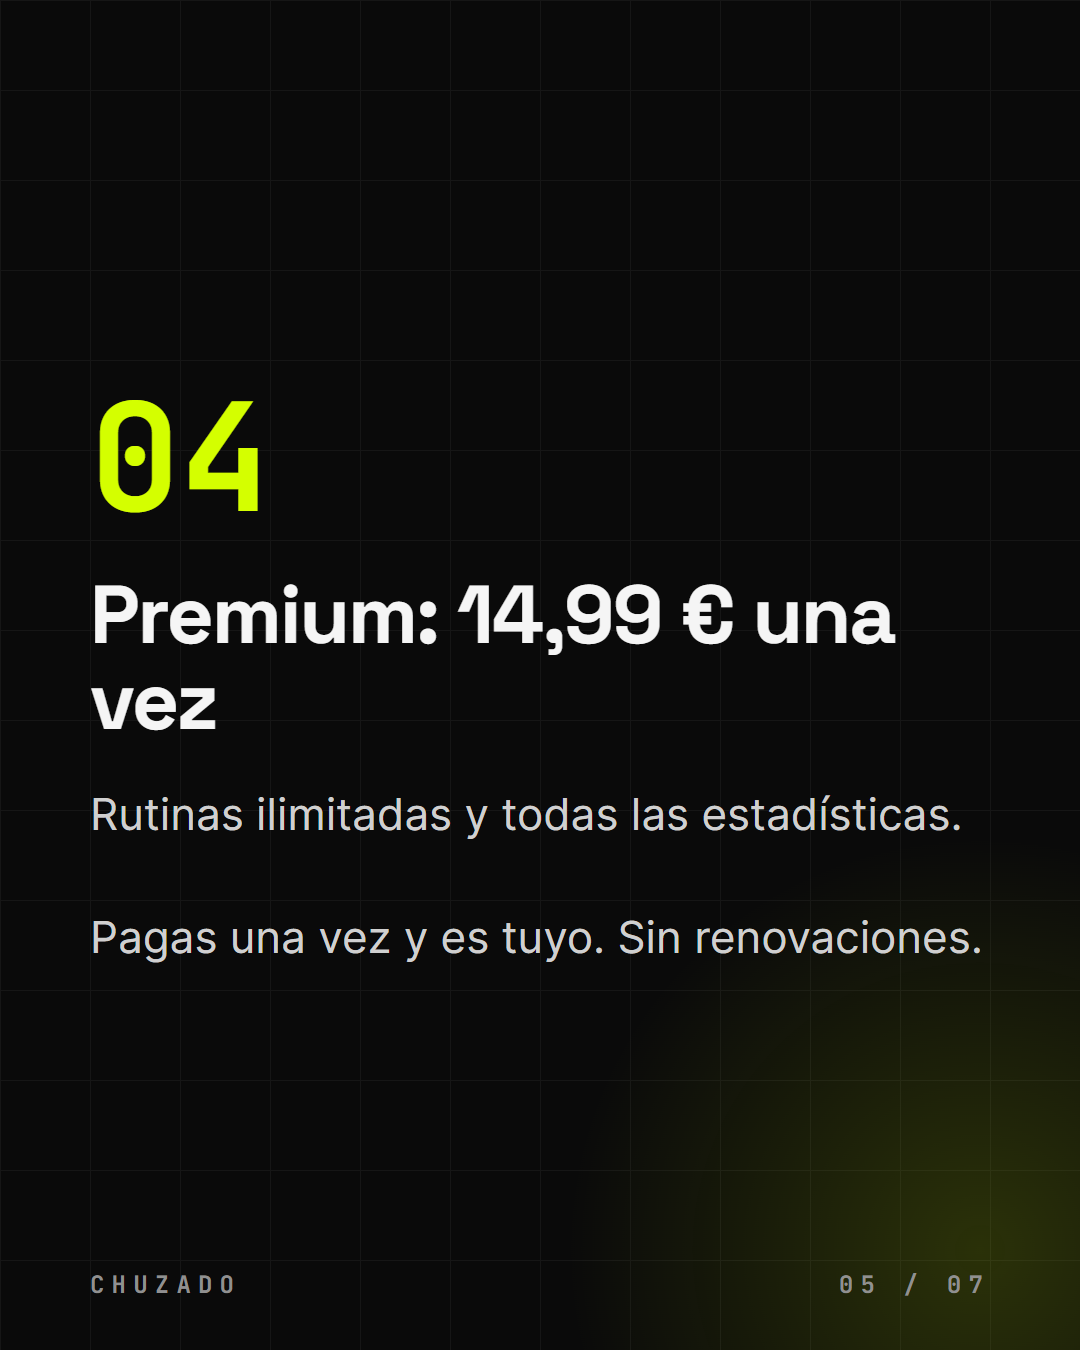 04
Premium: 14,99 € una
vez
Rutinas ilimitadas y todas las estadísticas.
Pagas una vez y es tuyo. Sin renovaciones.
CHUZADO
05 / 07